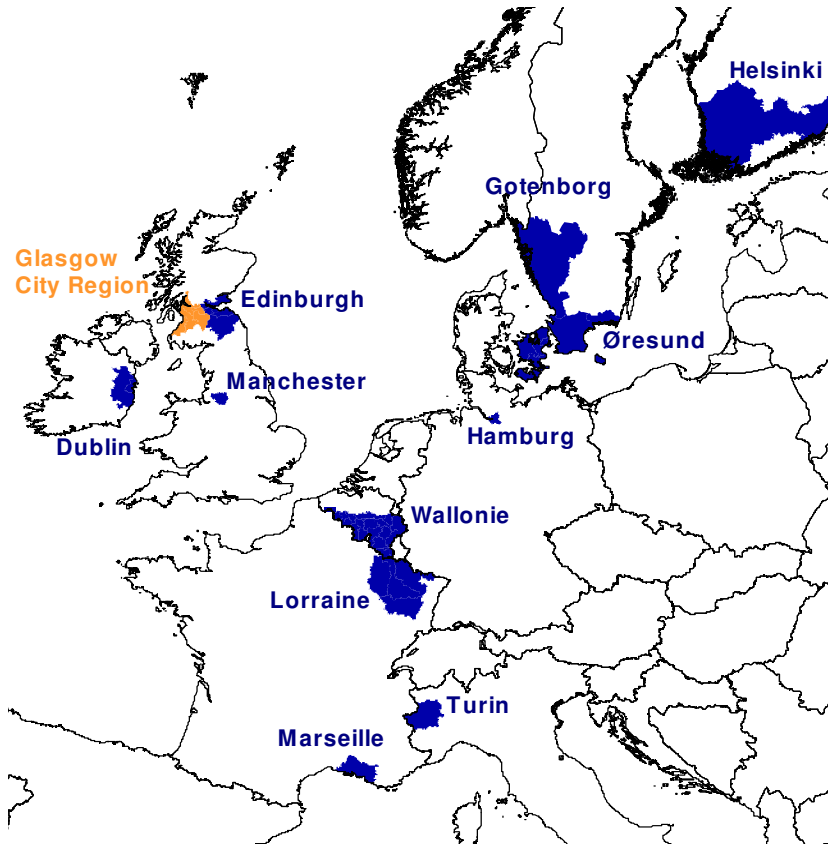 Helsinki
Gotenborg
Glasgow
City Region
Edinburgh
Øresund
Manchester
Dublin
Hamburg
Wallonie
Lorraine
Turin
Marseille